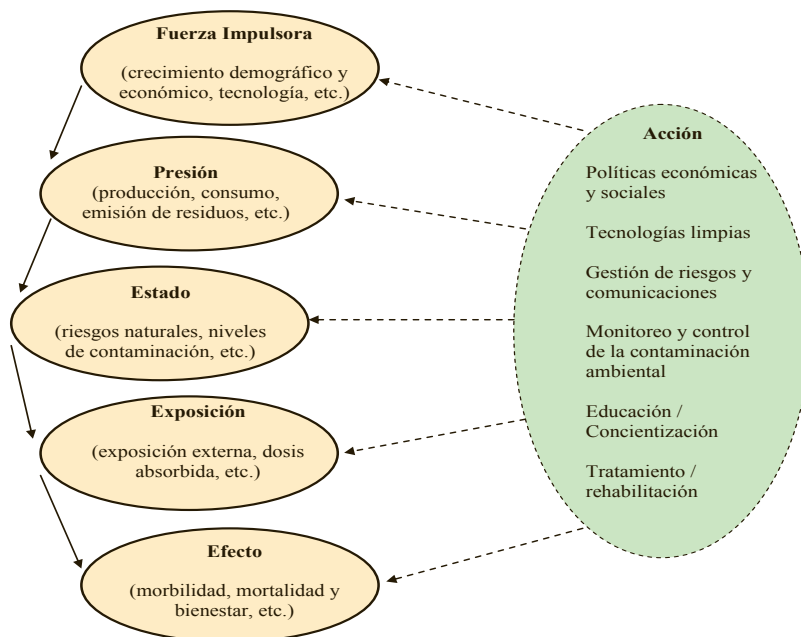 Fuerza Impulsora
(crecimiento demográfico y
económico, tecnología, etc.)
Presión
(producción, consumo,
emisión de residuos, etc.)
Estado
(riesgos naturales, niveles
de contaminación, etc.)
Exposición
(exposición externa, dosis
absorbida, etc.)
Efecto
(morbilidad, mortalidad y
bienestar, etc.)
Acción
Políticas económicas
y sociales
Tecnologías limpias
Gestión de riesgos y
comunicaciones
Monitoreo y control
de la contaminación
ambiental
Educación /
Concientización
Tratamiento /
rehabilitación